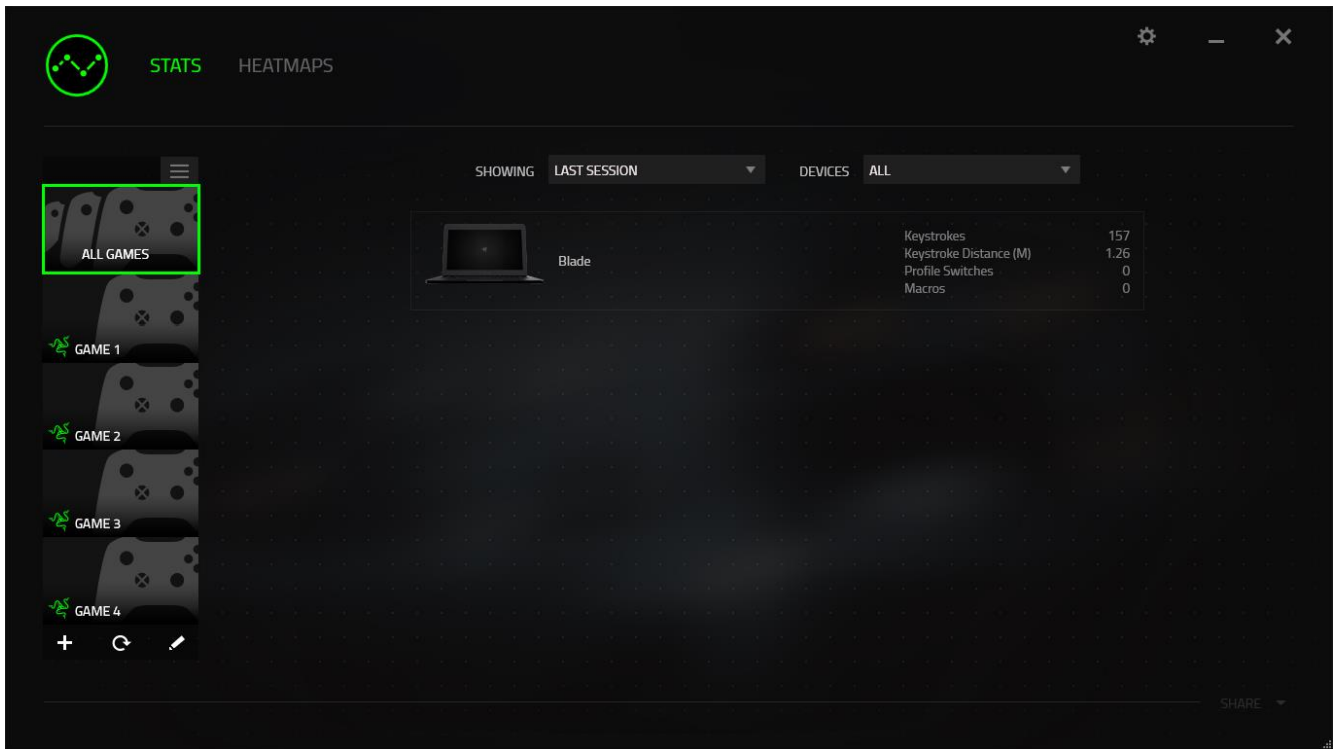 STATS HEATMAPS
SHOWING LAST SESSION DEVICES ALL
ALL GAMES
GAME 1
GAME 2
GAME 3
GAME 4
Blade
Keystrokes 157
Keystroke Distance (M) 1.26
Profile Switches 0
Macros 0
SHARE